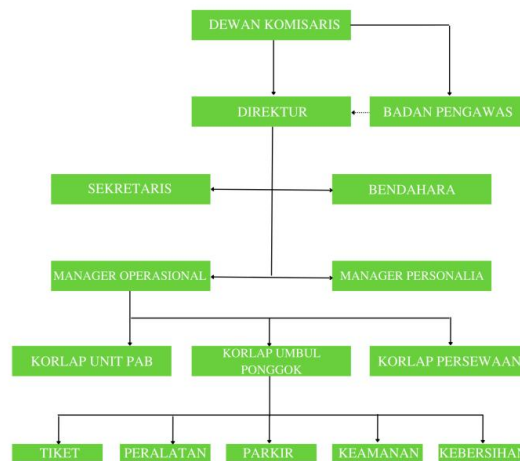 DEWAN KOMISARIS
DIREKTUR
BADAN PENGAWAS
SEKRETARIS
BENDAHARA
MANAGER OPERASIONAL
MANAGER PERSONALIA
KORLAP UNIT PAB
KORLAP UMBUL
PONGGOK
KORLAP PERSEWAAN
TIKET
PERALATAN
PARKIR
KEAMANAN
KEBERSIHAN